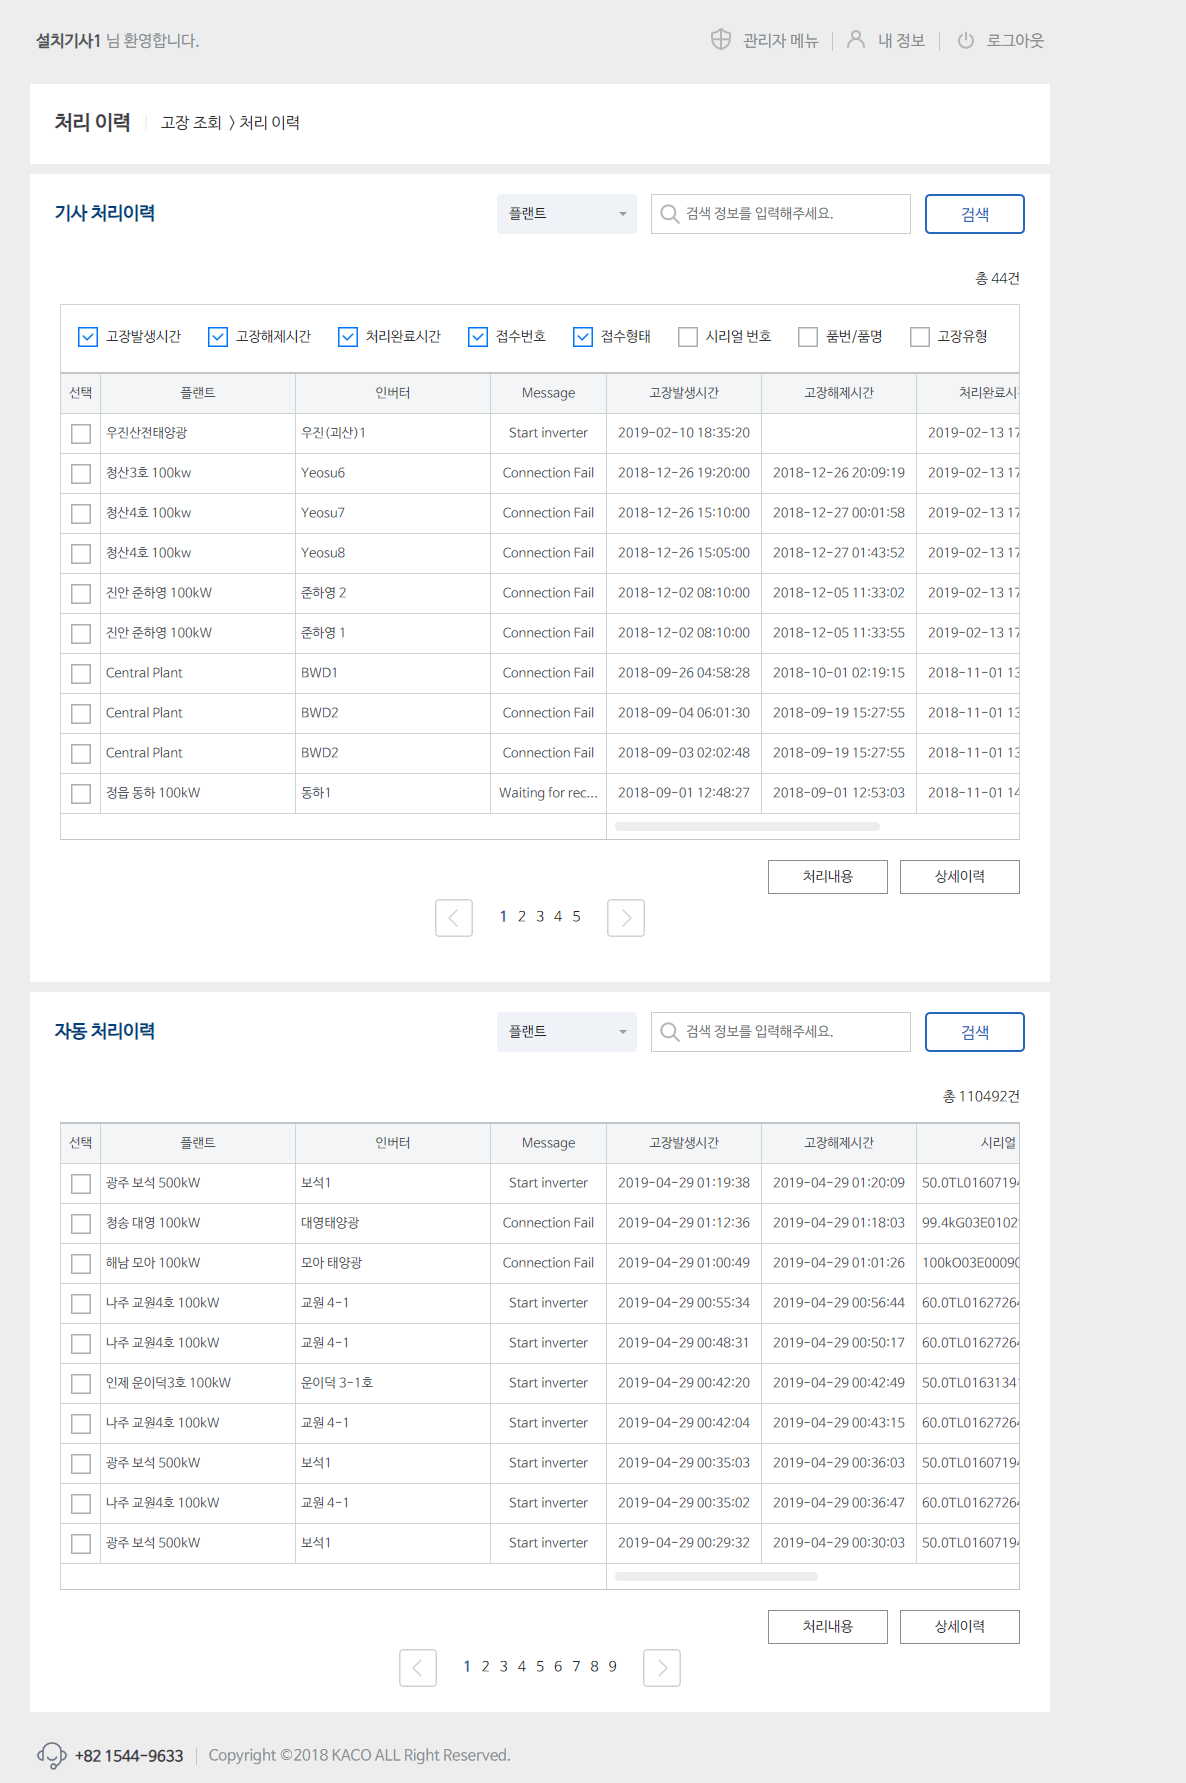 설치기사1 님 환영합니다. 관리자 메뉴 내 정보 로그아웃
처리 이력 고장 조회 > 처리 이력
기사 처리이력 플랜트 검색 정보를 입력해주세요. 검색
총 44건
고장발생시간 고장해제시간 처리완료시간 접수번호 접수형태 시리얼 번호 품번/품명 고장유형
선택 플랜트 인버터 Message 고장발생시간 고장해제시간 처리완료시
우진산전태양광 우진(괴산)1 Start inverter 2019-02-10 18:35:20 2019-02-13 17
청산3호 100kw Yeosu6 Connection Fail 2018-12-26 19:20:00 2018-12-26 20:09:19 2019-02-13 17
청산4호 100kw Yeosu7 Connection Fail 2018-12-26 15:10:00 2018-12-27 00:01:58 2019-02-13 17
청산4호 100kw Yeosu8 Connection Fail 2018-12-26 15:05:00 2018-12-27 01:43:52 2019-02-13 17
진안 준하영 100kW 준하영 2 Connection Fail 2018-12-02 08:10:00 2018-12-05 11:33:02 2019-02-13 17
진안 준하영 100kW 준하영 1 Connection Fail 2018-12-02 08:10:00 2018-12-05 11:33:55 2019-02-13 17
Central Plant BWD1 Connection Fail 2018-09-26 04:58:28 2018-10-01 02:19:15 2018-11-01 13
Central Plant BWD2 Connection Fail 2018-09-04 06:01:30 2018-09-19 15:27:55 2018-11-01 13
Central Plant BWD2 Connection Fail 2018-09-03 02:02:48 2018-09-19 15:27:55 2018-11-01 13
정읍 동하 100kW 동하1 Waiting for rec... 2018-09-01 12:48:27 2018-09-01 12:53:03 2018-11-01 14
처리내용 상세이력
1 2 3 4 5
자동 처리이력 플랜트 검색 정보를 입력해주세요. 검색
총 110492건
선택 플랜트 인버터 Message 고장발생시간 고장해제시간 시리얼
광주 보석 500kW 보석1 Start inverter 2019-04-29 01:19:38 2019-04-29 01:20:09 50.0TL01607194
청송 대영 100kW 대영태양광 Connection Fail 2019-04-29 01:12:36 2019-04-29 01:18:03 99.4kG03E0102
해남 모아 100kW 모아 태양광 Connection Fail 2019-04-29 01:00:49 2019-04-29 01:01:26 100kO03E00090
나주 교원4호 100kW 교원 4-1 Start inverter 2019-04-29 00:55:34 2019-04-29 00:56:44 60.0TL01627264
나주 교원4호 100kW 교원 4-1 Start inverter 2019-04-29 00:48:31 2019-04-29 00:50:17 60.0TL01627264
인제 운이덕3호 100kW 운이덕 3-1호 Start inverter 2019-04-29 00:42:20 2019-04-29 00:42:49 50.0TL01631341
나주 교원4호 100kW 교원 4-1 Start inverter 2019-04-29 00:42:04 2019-04-29 00:43:15 60.0TL01627264
광주 보석 500kW 보석1 Start inverter 2019-04-29 00:35:03 2019-04-29 00:36:03 50.0TL01607194
나주 교원4호 100kW 교원 4-1 Start inverter 2019-04-29 00:35:02 2019-04-29 00:36:47 60.0TL01627264
광주 보석 500kW 보석1 Start inverter 2019-04-29 00:29:32 2019-04-29 00:30:03 50.0TL01607194
처리내용 상세이력
1 2 3 4 5 6 7 8 9
+82 1544-9633 Copyright ©2018 KACO ALL Right Reserved.